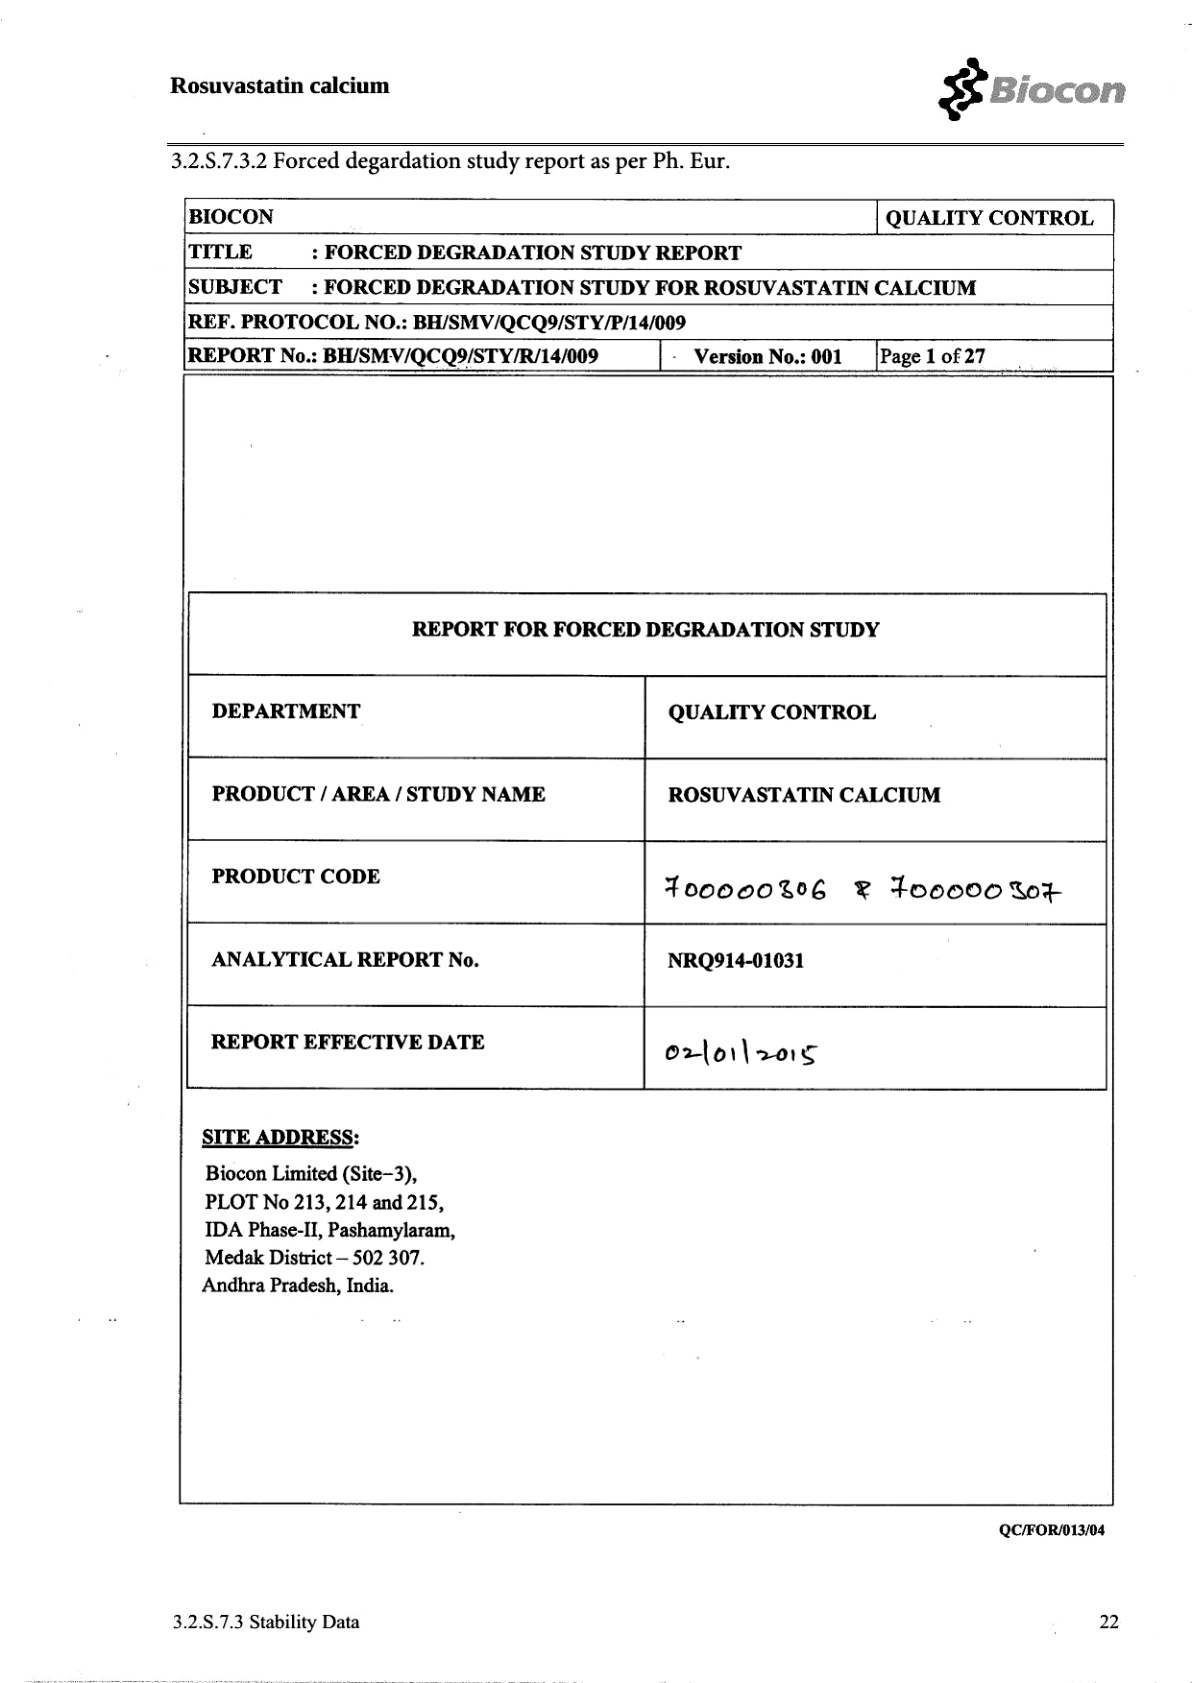 Rosuvastatin calcium
Biocon
3.2.S.7.3.2 Forced degardation study report as per Ph. Eur.
BIOCON QUALITY CONTROL
TITLE : FORCED DEGRADATION STUDY REPORT
SUBJECT : FORCED DEGRADATION STUDY FOR ROSUVASTATIN CALCIUM
REF. PROTOCOL NO.: BH/SMV/QCQ9/STY/P/14/009
REPORT No.: BH/SMV/QCQ9/STY/R/14/009 Version No.: 001 Page 1 of 27
REPORT FOR FORCED DEGRADATION STUDY
DEPARTMENT QUALITY CONTROL
PRODUCT / AREA / STUDY NAME ROSUVASTATIN CALCIUM
PRODUCT CODE 700000306 & 700000307
ANALYTICAL REPORT No. NRQ914-01031
REPORT EFFECTIVE DATE 02/01/2015
SITE ADDRESS:
Biocon Limited (Site–3),
PLOT No 213, 214 and 215,
IDA Phase-II, Pashamylaram,
Medak District – 502 307.
Andhra Pradesh, India.
QC/FOR/013/04
3.2.S.7.3 Stability Data 22